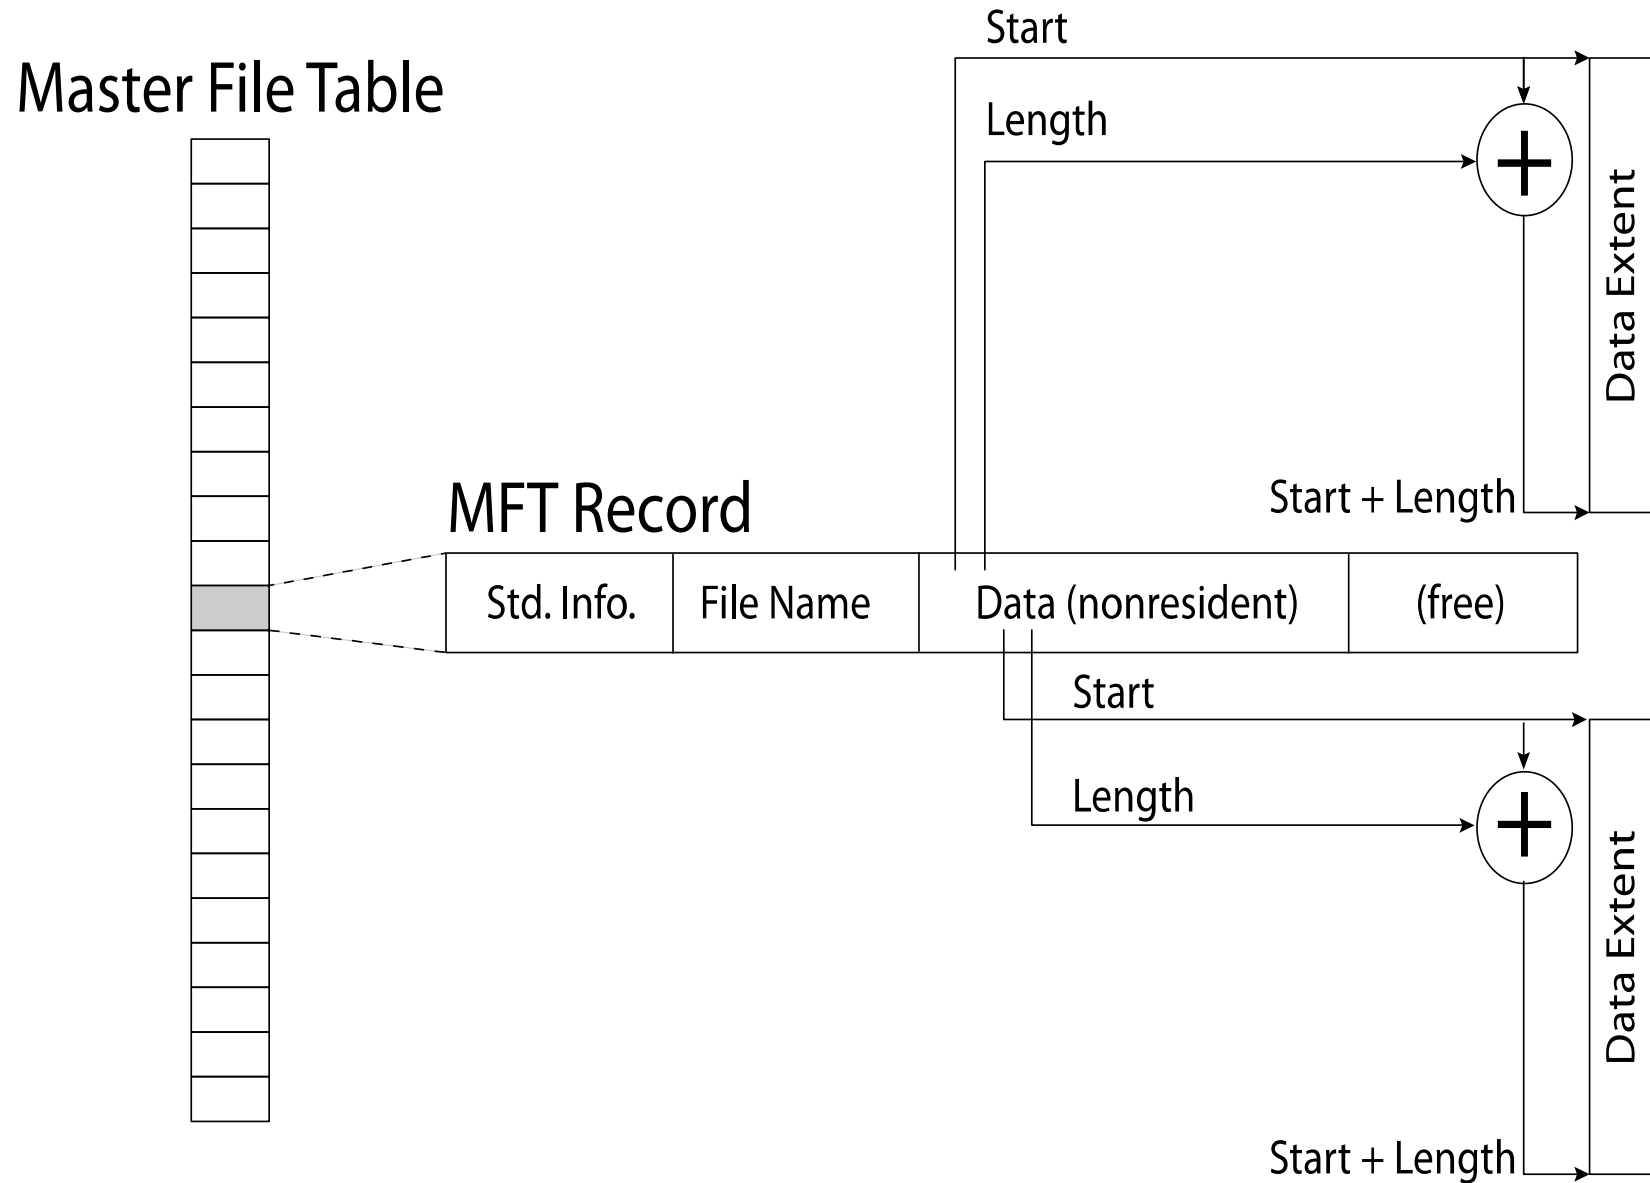 Start
Master File Table
Length
+
Data Extent
MFT Record
Start + Length
Std. Info.
File Name
Data (nonresident)
(free)
Start
Length
+
Data Extent
Start + Length